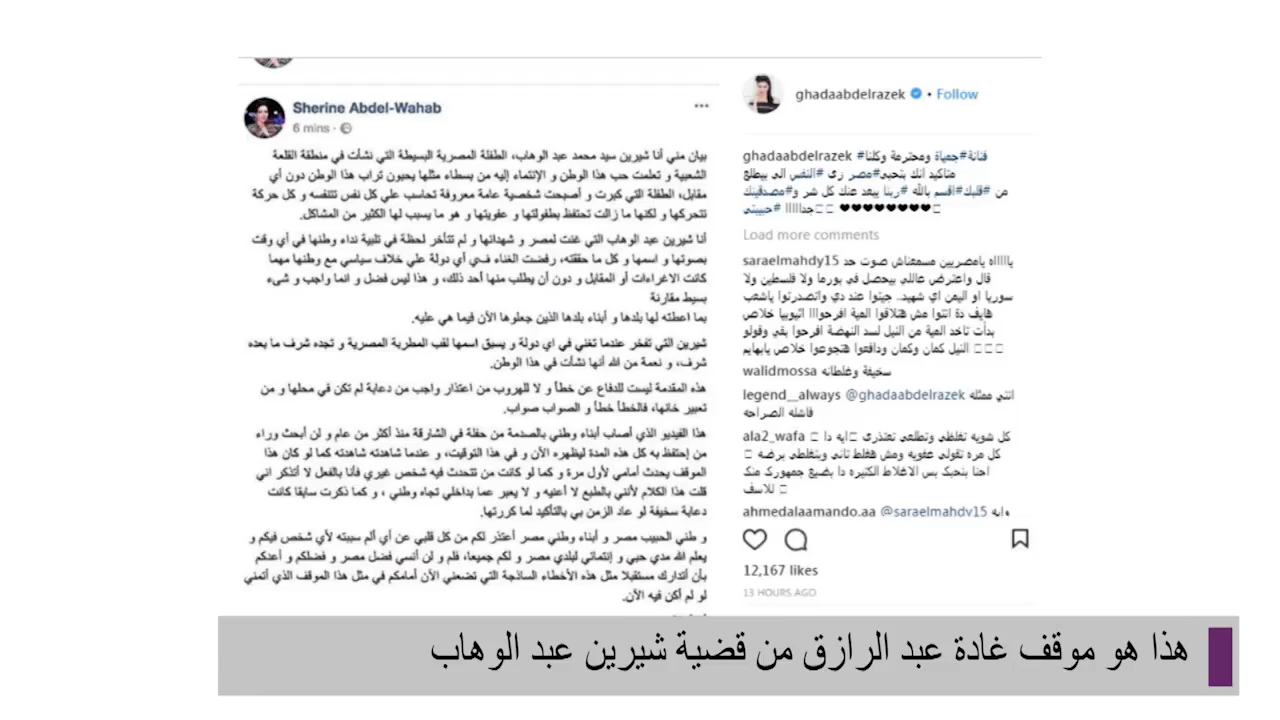 Sherine Abdel-Wahab
6 mins ·
بيان مني أنا شيرين سيد محمد عبد الوهاب، الطفلة المصرية البسيطة التي نشأت في منطقة القلعة
الشعبية و تعلمت حب هذا الوطن و الإنتماء إليه من بسطاء مثلها يحبون تراب هذا الوطن دون أي
مقابل، الطفلة التي كبرت و أصبحت شخصية عامة معروفة تحاسب علي كل نفس تتنفسه و كل حركة
تتحركها و لكنها ما زالت تحتفظ بطفولتها و عفويتها و هو ما يسبب لها الكثير من المشاكل.
أنا شيرين عبد الوهاب التي غنت لمصر و شهدائها و لم تتأخر لحظة في تلبية نداء وطنها في أي وقت
بصوتها و اسمها و كل ما حققته، رفضت الغناء في أي دولة علي خلاف سياسي مع وطنها مهما
كانت الاغراءات أو المقابل و دون أن يطلب منها أحد ذلك، و هذا ليس فضل و انما واجب و شىء
بسيط مقارنة
بما اعطته لها بلدها و أبناء بلدها الذين جعلوها الأن فيما هي عليه.
شيرين التي تفخر عندما تغني في اي دولة و يسبق اسمها لقب المطربة المصرية و تجده شرف ما بعده
شرف، و نعمة من الله أنها نشأت في هذا الوطن.
هذه المقدمة ليست للدفاع عن خطأ و لا للهروب من اعتذار واجب من دعابة لم تكن في محلها و من
تعبير خانها، فالخطأ خطأ و الصواب صواب.
هذا الفيديو الذي أصاب أبناء وطني بالصدمة من حفلة في الشارقة منذ أكثر من عام و لن أبحث وراء
من إحتفظ به كل هذه المدة ليظهره الأن و في هذا التوقيت، و عندما شاهدته شاهدته كما لو كان هذا
الموقف يحدث أمامي لأول مرة و كما لو كانت من تتحدث فيه شخص غيري فأنا بالفعل لا أتذكر اني
قلت هذا الكلام لأنني بالطبع لا أعنيه و لا يعبر عما بداخلي تجاه وطني ، و كما ذكرت سابقا كانت
دعابة سخيفة لو عاد الزمن بي بالتأكيد لما كررتها.
و طني الحبيب مصر و أبناء وطني مصر أعتذر لكم من كل قلبي عن أي ألم سببته لأي شخص فيكم و
يعلم الله مدي حبي و إنتمائي لبلدي مصر و لكم جميعا، فلم و لن أنسي فضل مصر و فضلكم و أعدكم
بأن أتدارك مستقبلا مثل هذه الأخطاء الساذجة التي تضعني الأن أمامكم في مثل هذا الموقف الذي أتمني
لو لم أكن فيه الأن.
ghadaabdelrazek • Follow
ghadaabdelrazek فنانة#جميلة ومحترمة وكلنا#
متاكيد انك بتحبى#مصر زى #النفس الى بيطلع
من #قلبك#اقسم بالله #ربنا يبعد عنك كل شر و#مصدقينك
جدااااا #حبيبتي ♥♥♥♥♥♥♥♥
Load more comments
saraelmahdy15 يااااه يامصريين مسمعناش صوت حد
قال واعترض عاللي بيحصل في بورما ولا فلسطين ولا
سوريا او اليمن اي شهيد.. جيتوا عند دي واتصدرتوا ياشعب
هايف دة انتوا مش هتلاقوا المية افرحوااا اثيوبيا خلاص
بدأت تاخد المية من النيل لسد النهضة افرحوا بقي وقولو
النيل كمان وكمان ودافعوا هتجوعوا خلاص يابهايم
walidmossa سخيفة وغلطانه
legend__always @ghadaabdelrazek انتي ممثله
فاشله الصراحه
ala2_wafa كل شويه تغلطى وتطلعى تعتذرى ايه دا
كل مره تقولى عفويه ومش هغلط تانى وبتغلطى برضه
احنا بنحبك بس الاغلاط الكتيره دا بضيع جمهورك منك
للاسف
ahmedalaamando.aa @saraelmahdy15 وايه
12,167 likes
13 HOURS AGO
هذا هو موقف غادة عبد الرازق من قضية شيرين عبد الوهاب